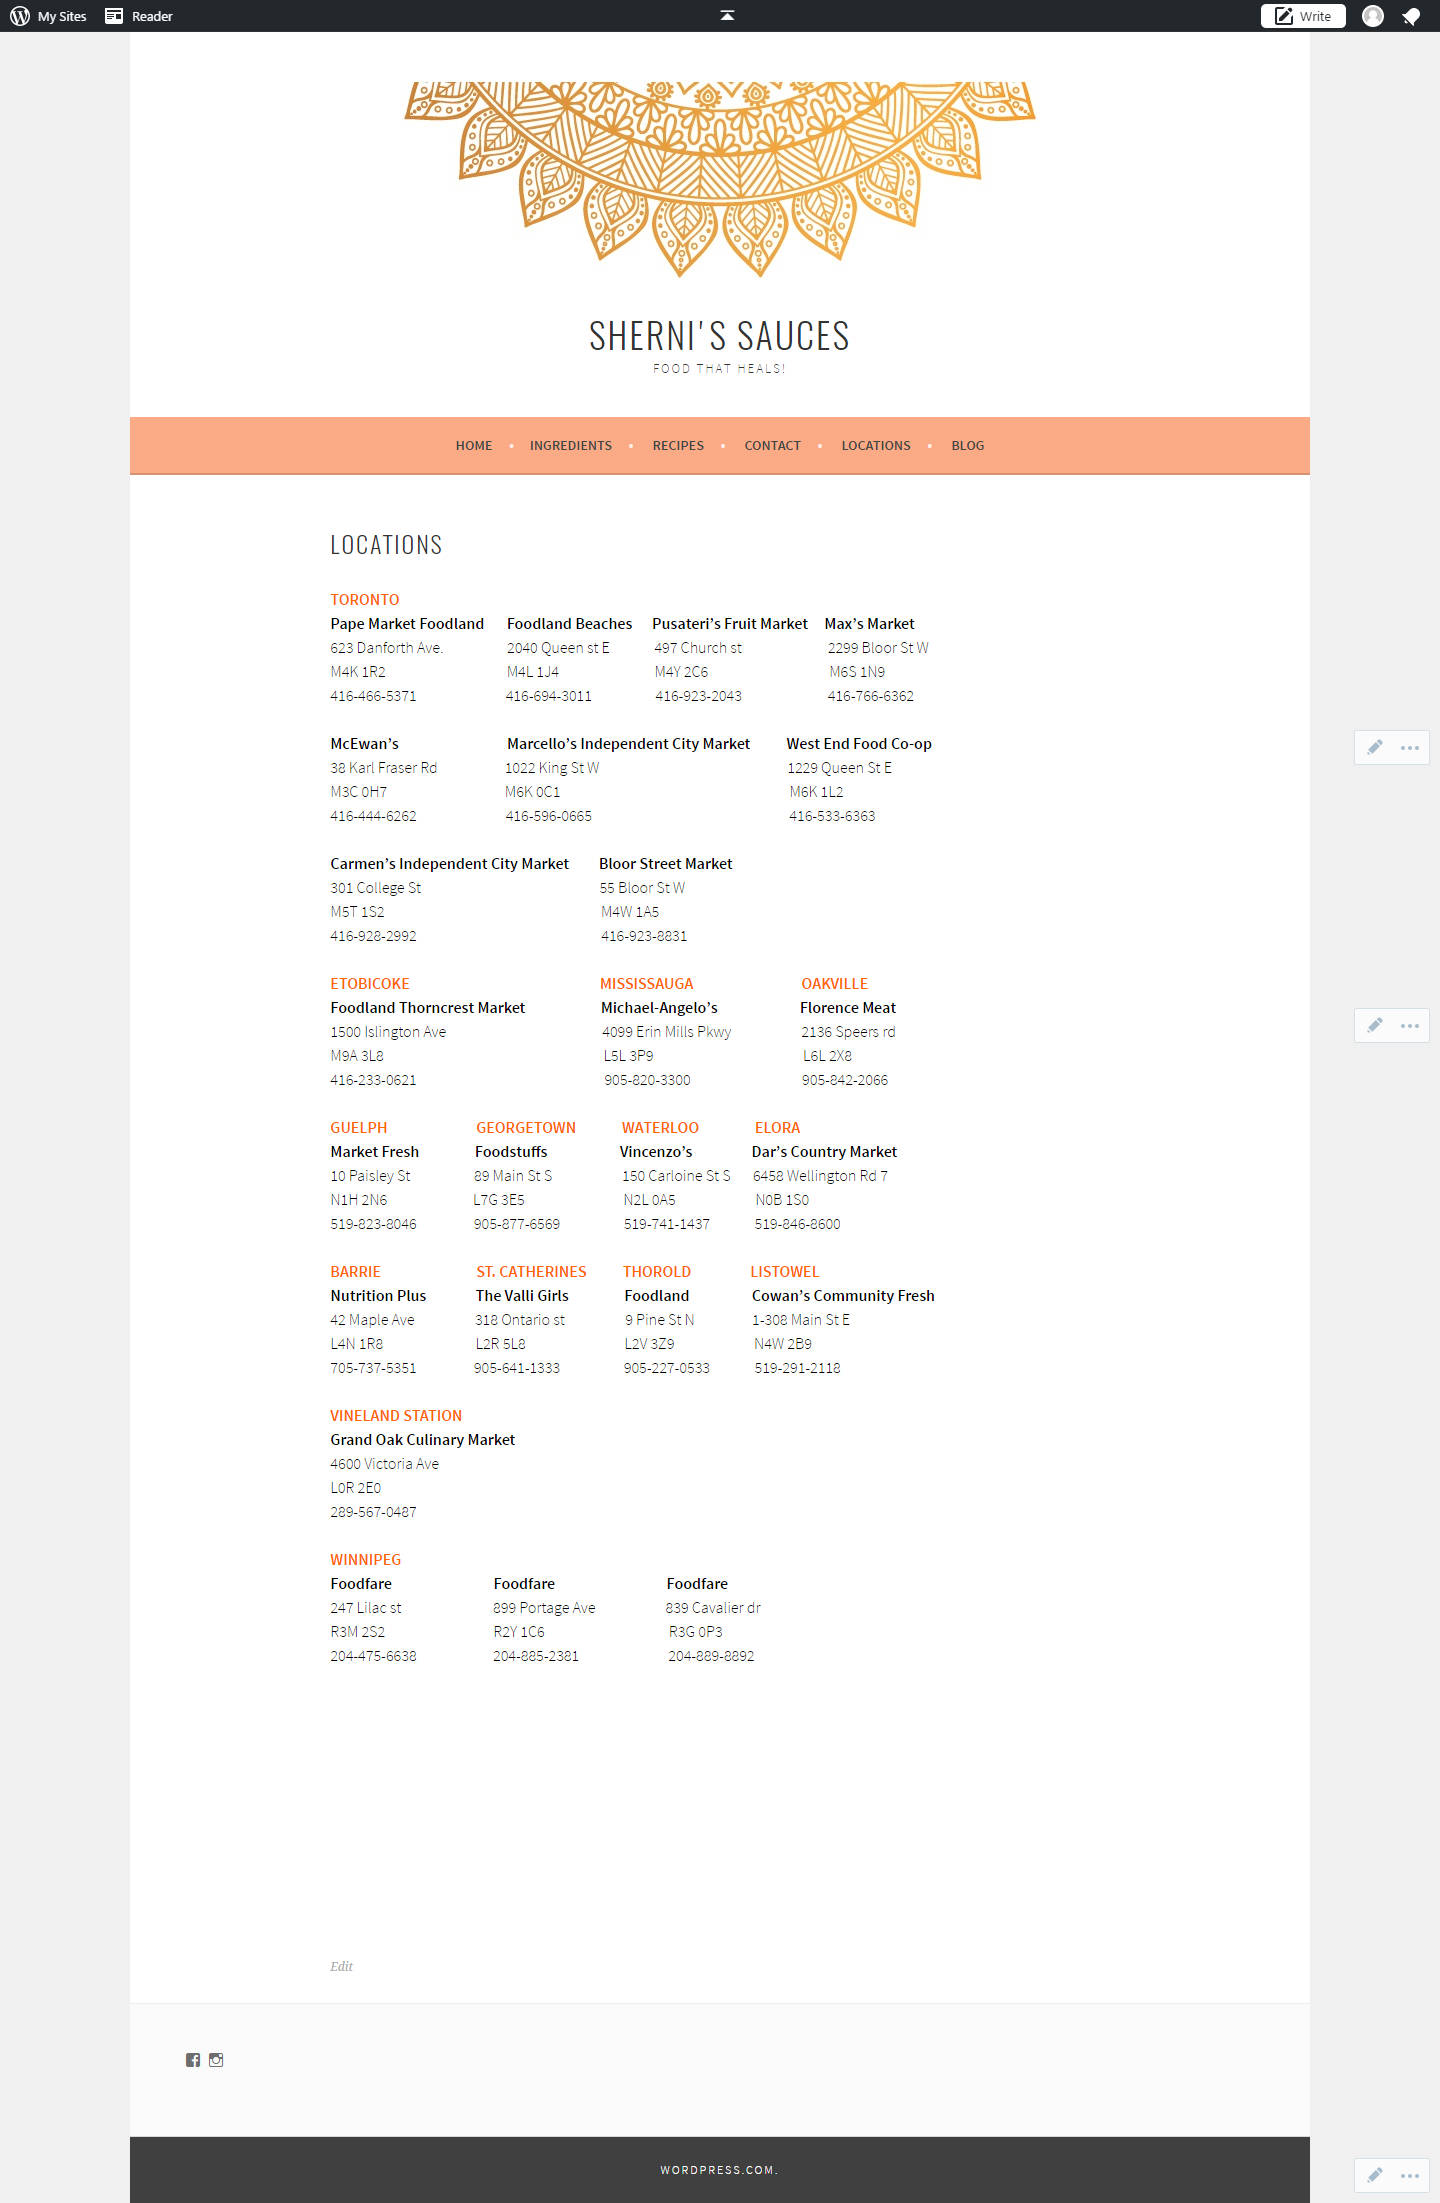 My Sites Reader Write
SHERNI'S SAUCES
FOOD THAT HEALS!
HOME • INGREDIENTS • RECIPES • CONTACT • LOCATIONS • BLOG
LOCATIONS
TORONTO
Pape Market Foodland Foodland Beaches Pusateri’s Fruit Market Max’s Market
623 Danforth Ave. 2040 Queen st E 497 Church st 2299 Bloor St W
M4K 1R2 M4L 1J4 M4Y 2C6 M6S 1N9
416-466-5371 416-694-3011 416-923-2043 416-766-6362
McEwan’s Marcello’s Independent City Market West End Food Co-op
38 Karl Fraser Rd 1022 King St W 1229 Queen St E
M3C 0H7 M6K 0C1 M6K 1L2
416-444-6262 416-596-0665 416-533-6363
Carmen’s Independent City Market Bloor Street Market
301 College St 55 Bloor St W
M5T 1S2 M4W 1A5
416-928-2992 416-923-8831
ETOBICOKE MISSISSAUGA OAKVILLE
Foodland Thorncrest Market Michael-Angelo’s Florence Meat
1500 Islington Ave 4099 Erin Mills Pkwy 2136 Speers rd
M9A 3L8 L5L 3P9 L6L 2X8
416-233-0621 905-820-3300 905-842-2066
GUELPH GEORGETOWN WATERLOO ELORA
Market Fresh Foodstuffs Vincenzo’s Dar’s Country Market
10 Paisley St 89 Main St S 150 Carloine St S 6458 Wellington Rd 7
N1H 2N6 L7G 3E5 N2L 0A5 N0B 1S0
519-823-8046 905-877-6569 519-741-1437 519-846-8600
BARRIE ST. CATHERINES THOROLD LISTOWEL
Nutrition Plus The Valli Girls Foodland Cowan’s Community Fresh
42 Maple Ave 318 Ontario st 9 Pine St N 1-308 Main St E
L4N 1R8 L2R 5L8 L2V 3Z9 N4W 2B9
705-737-5351 905-641-1333 905-227-0533 519-291-2118
VINELAND STATION
Grand Oak Culinary Market
4600 Victoria Ave
L0R 2E0
289-567-0487
WINNIPEG
Foodfare Foodfare Foodfare
247 Lilac st 899 Portage Ave 839 Cavalier dr
R3M 2S2 R2Y 1C6 R3G 0P3
204-475-6638 204-885-2381 204-889-8892
Edit
WORDPRESS.COM.